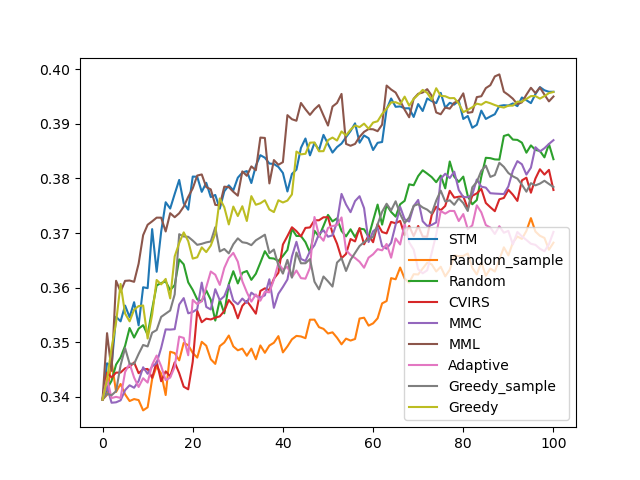 0.40
0.39
0.38
0.37
0.36
0.35
0.34
0
20
40
60
80
100
STM
Random_sample
Random
CVIRS
MMC
MML
Adaptive
Greedy_sample
Greedy